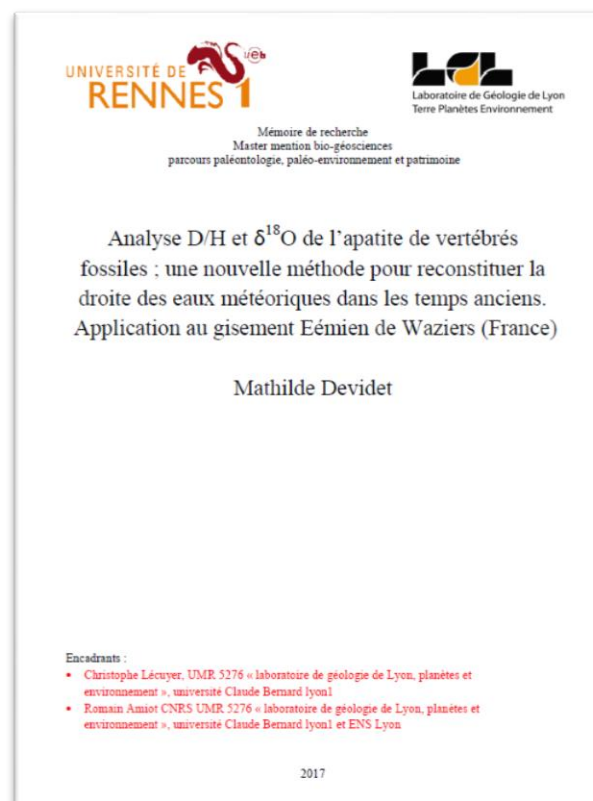 UNIVERSITÉ DE
RENNES 1
ueb
LGL
Laboratoire de Géologie de Lyon
Terre Planètes Environnement
Mémoire de recherche
Master mention bio-géosciences
parcours paléontologie, paléo-environnement et patrimoine
Analyse D/H et δ¹⁸O de l’apatite de vertébrés
fossiles ; une nouvelle méthode pour reconstituer la
droite des eaux météoriques dans les temps anciens.
Application au gisement Eémien de Waziers (France)
Mathilde Devidet
Encadrants :
▪ Christophe Lécuyer, UMR 5276 « laboratoire de géologie de Lyon, planètes et
environnement », université Claude Bernard lyon1
▪ Romain Amiot CNRS UMR 5276 « laboratoire de géologie de Lyon, planètes et
environnement », université Claude Bernard lyon1 et ENS Lyon
2017